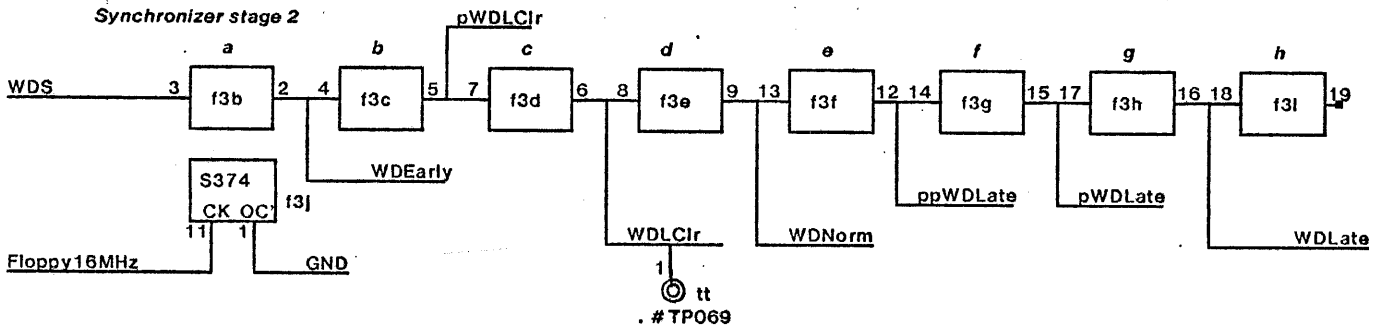 Synchronizer stage 2
pWDLClr
a b c d e f g h
WDS 3 f3b 2 4 f3c 5 7 f3d 6 8 f3e 9 13 f3f 12 14 f3g 15 17 f3h 16 18 f3i 19
S374
CK OC'
f3j
11 1
WDEarly
ppWDLate
pWDLate
WDLClr
WDNorm
WDLate
Floppy16MHz
GND
1
tt
. #TP069